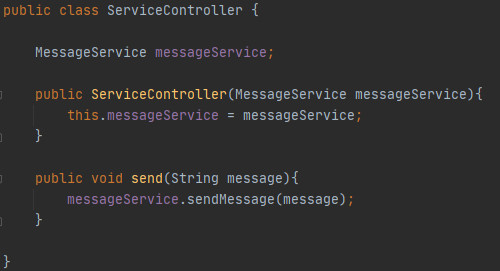 public class ServiceController {
MessageService messageService;
public ServiceController(MessageService messageService){
this.messageService = messageService;
}
public void send(String message){
messageService.sendMessage(message);
}
}